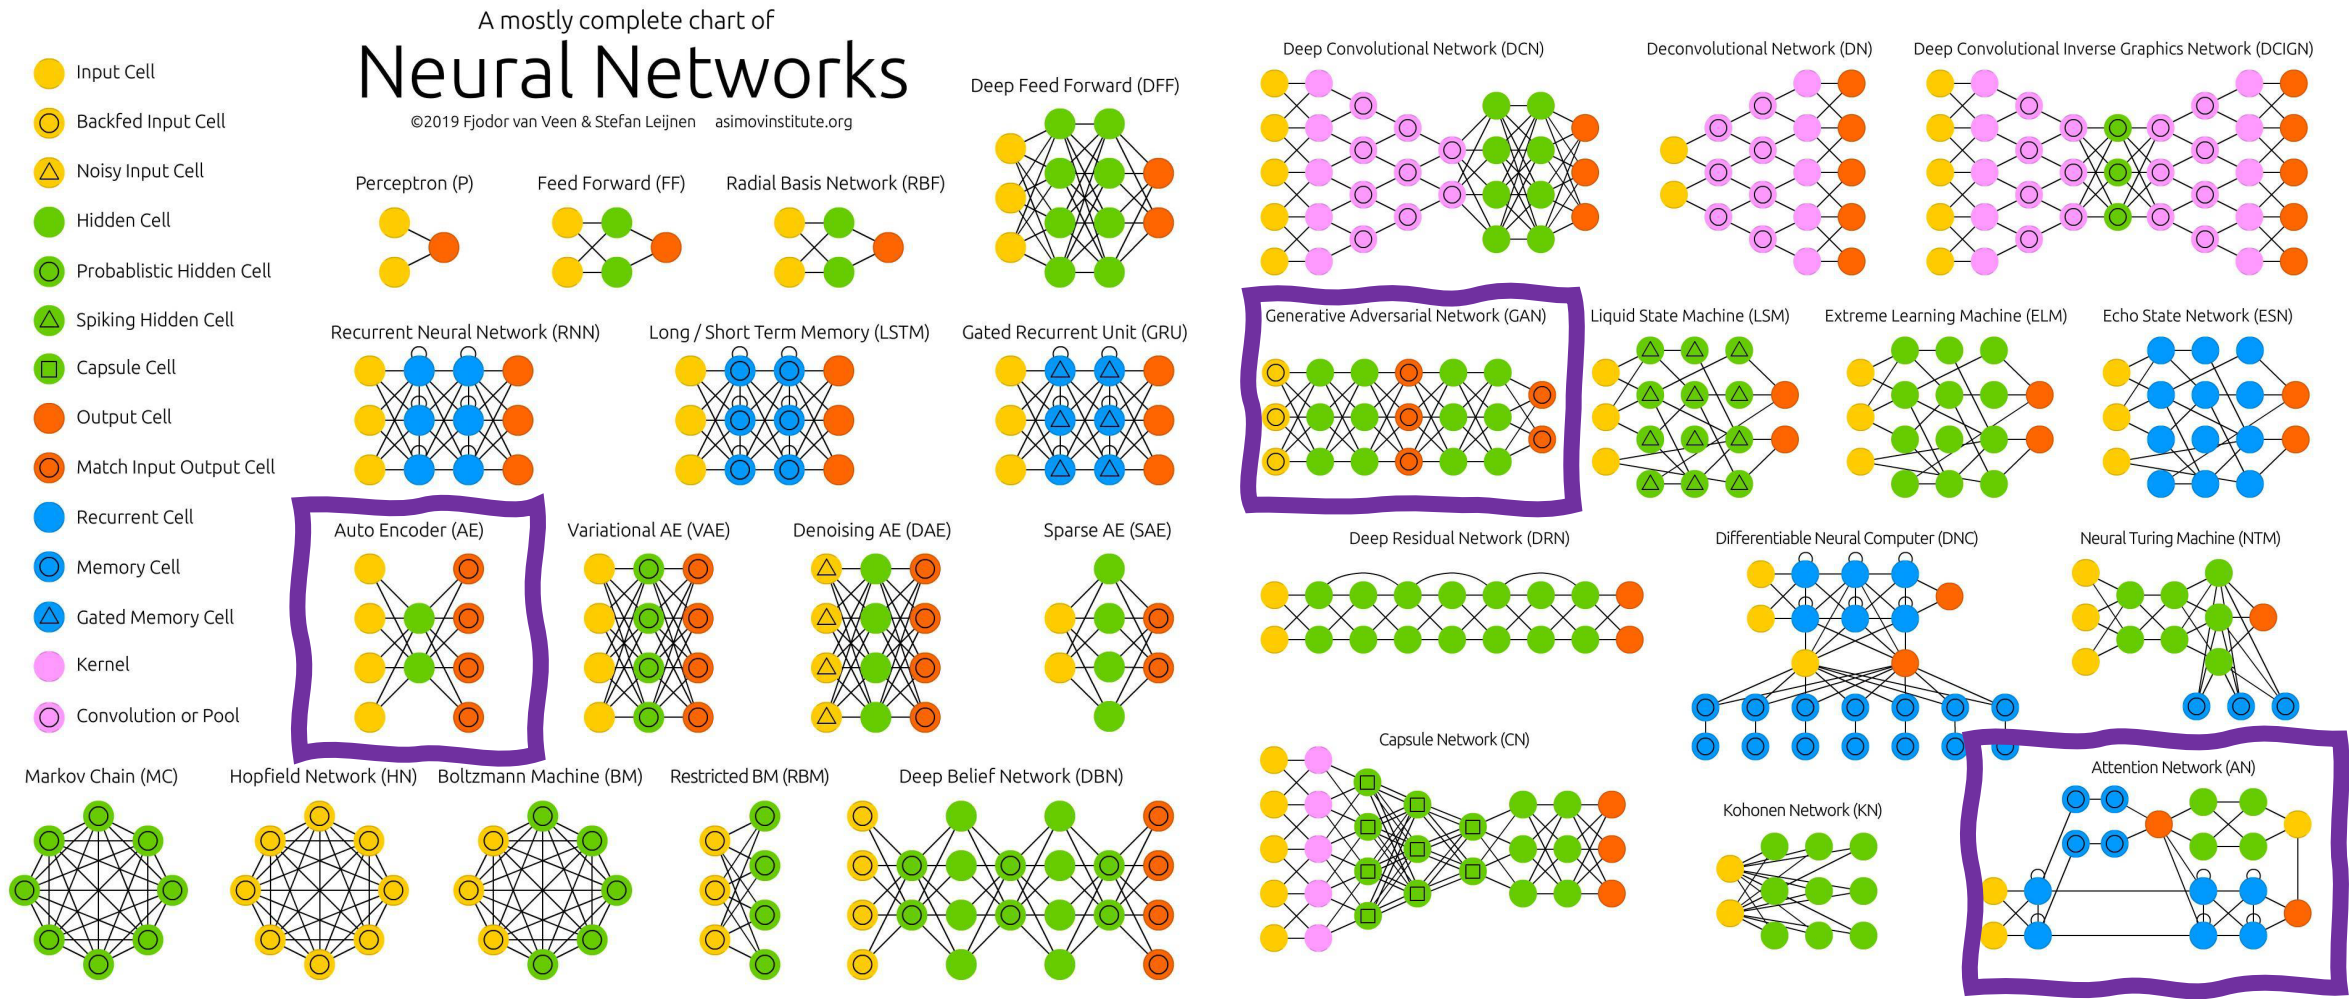 A mostly complete chart of
Neural Networks
©2019 Fjodor van Veen & Stefan Leijnen asimovinstitute.org
Input Cell
Backfed Input Cell
Noisy Input Cell
Hidden Cell
Probablistic Hidden Cell
Spiking Hidden Cell
Capsule Cell
Output Cell
Match Input Output Cell
Recurrent Cell
Memory Cell
Gated Memory Cell
Kernel
Convolution or Pool
Deep Feed Forward (DFF)
Perceptron (P)
Feed Forward (FF)
Radial Basis Network (RBF)
Recurrent Neural Network (RNN)
Long / Short Term Memory (LSTM)
Gated Recurrent Unit (GRU)
Auto Encoder (AE)
Variational AE (VAE)
Denoising AE (DAE)
Sparse AE (SAE)
Markov Chain (MC)
Hopfield Network (HN)
Boltzmann Machine (BM)
Restricted BM (RBM)
Deep Belief Network (DBN)
Deep Convolutional Network (DCN)
Deconvolutional Network (DN)
Deep Convolutional Inverse Graphics Network (DCIGN)
Generative Adversarial Network (GAN)
Liquid State Machine (LSM)
Extreme Learning Machine (ELM)
Echo State Network (ESN)
Deep Residual Network (DRN)
Differentiable Neural Computer (DNC)
Neural Turing Machine (NTM)
Capsule Network (CN)
Kohonen Network (KN)
Attention Network (AN)